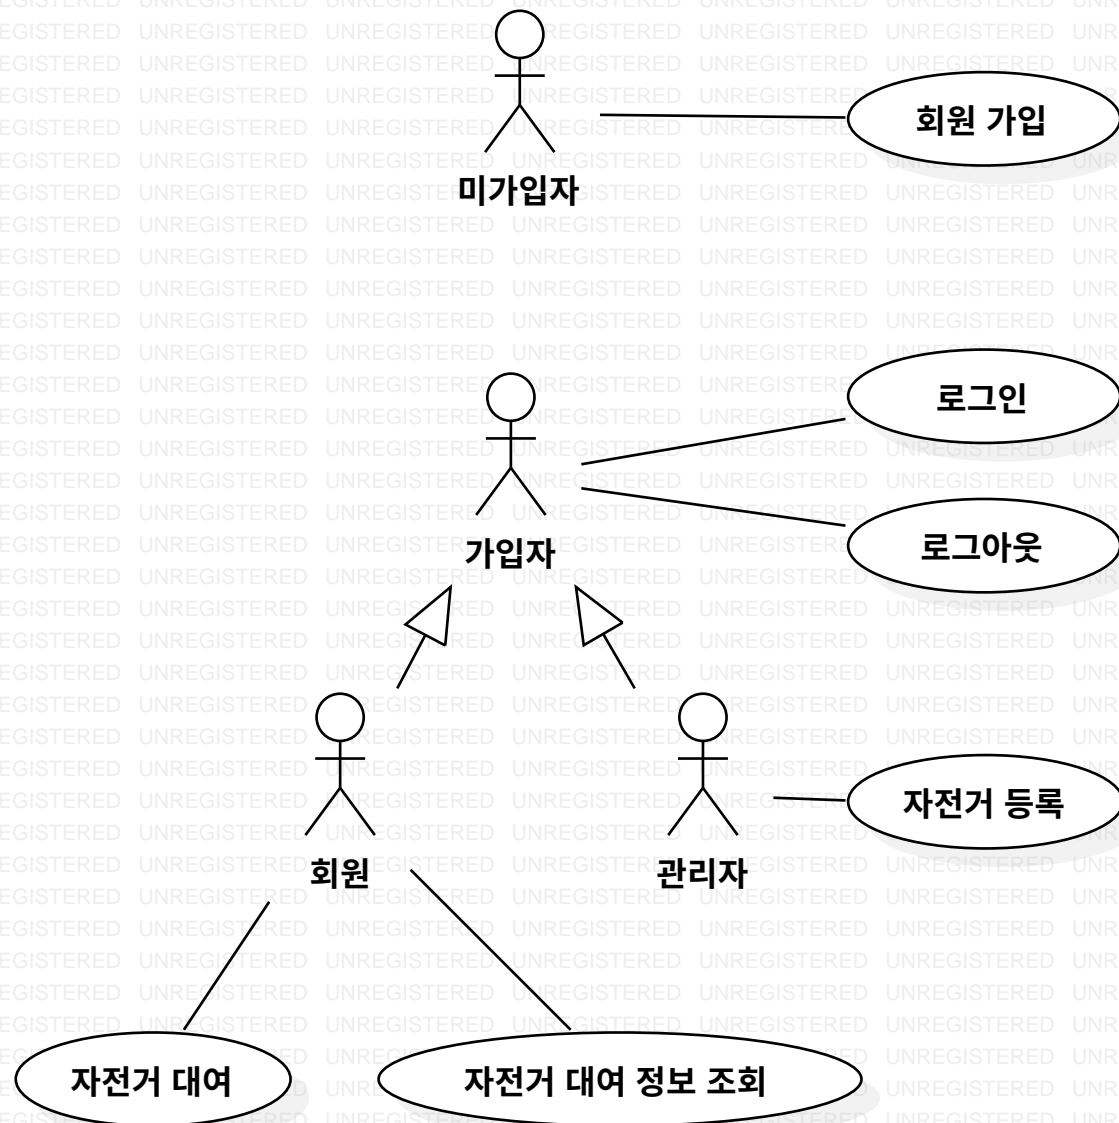 회원 가입
미가입자
로그인
로그아웃
가입자
자전거 등록
회원
관리자
자전거 대여
자전거 대여 정보 조회
UNREGISTERED